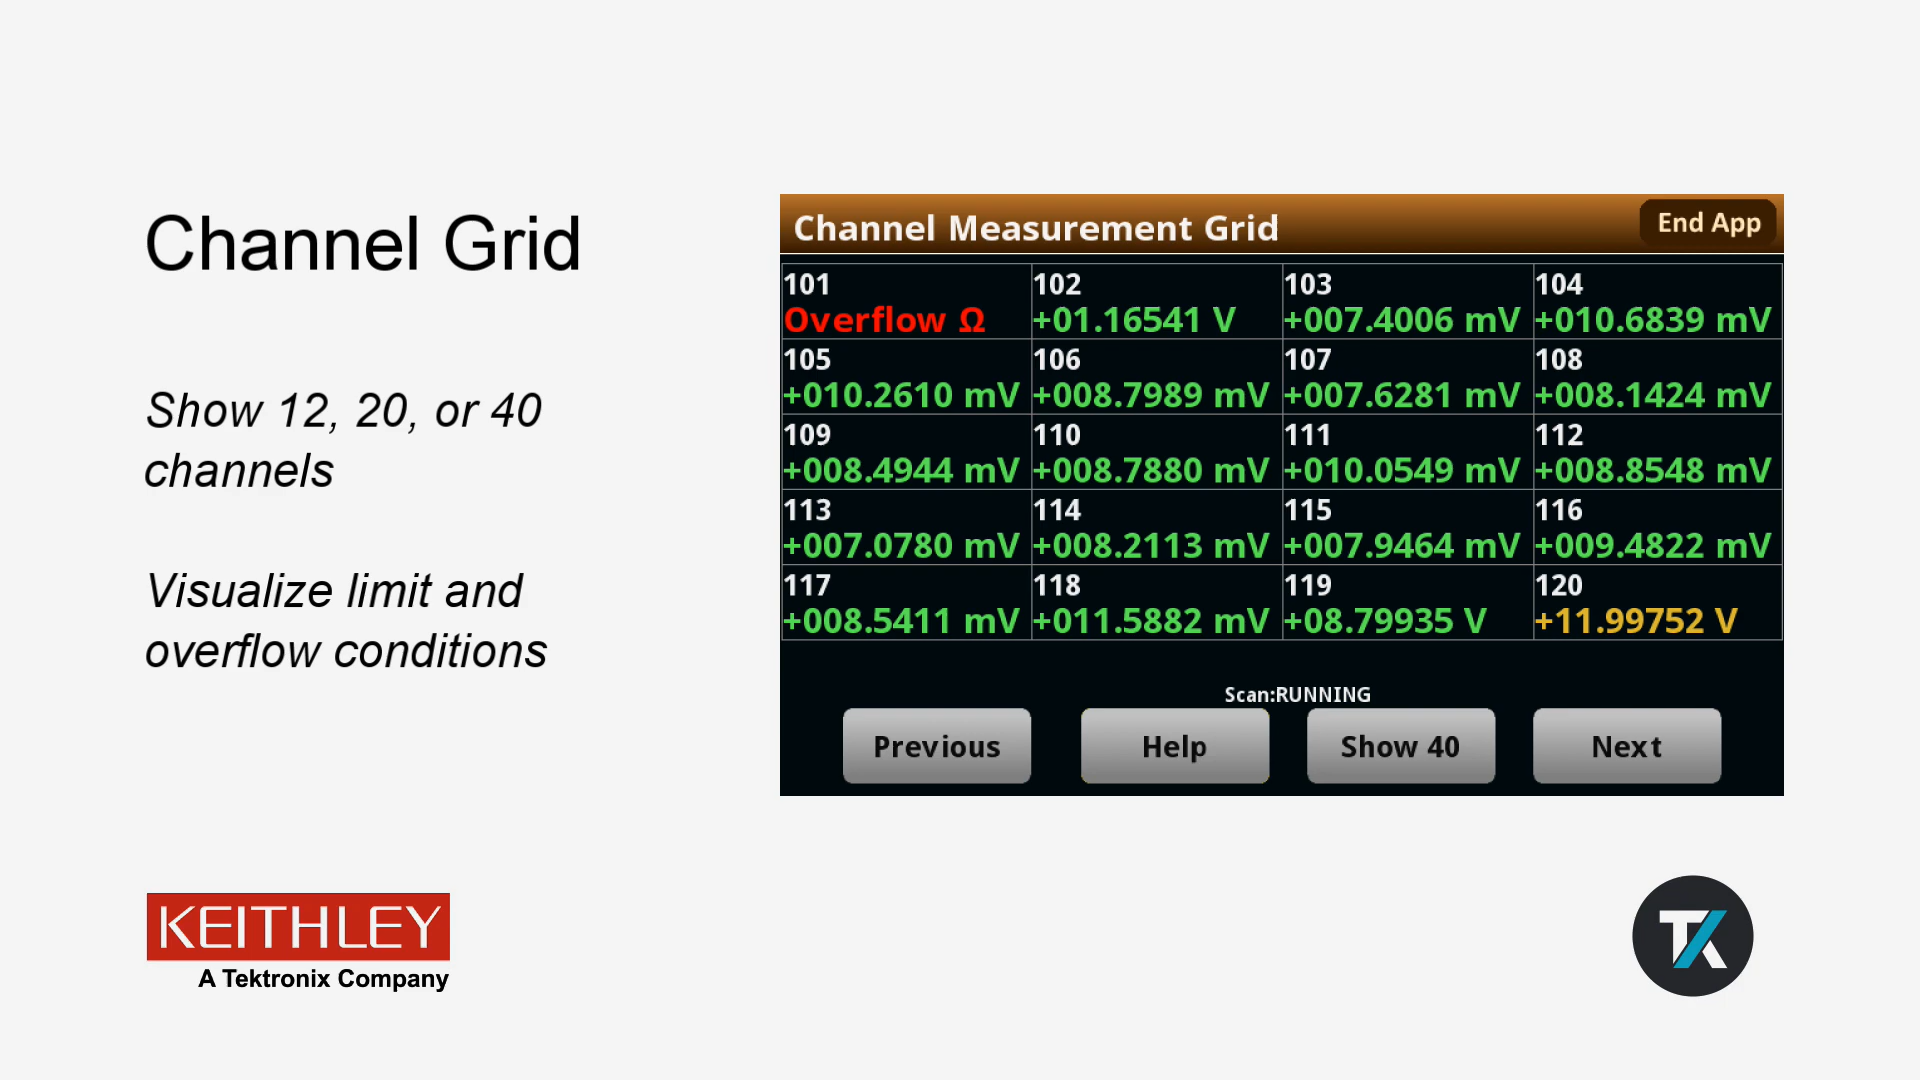 Channel Grid
Show 12, 20, or 40
channels
Visualize limit and
overflow conditions
Channel Measurement Grid
End App
101 102 103 104
Overflow Ω +01.16541 V +007.4006 mV +010.6839 mV
105 106 107 108
+010.2610 mV +008.7989 mV +007.6281 mV +008.1424 mV
109 110 111 112
+008.4944 mV +008.7880 mV +010.0549 mV +008.8548 mV
113 114 115 116
+007.0780 mV +008.2113 mV +007.9464 mV +009.4822 mV
117 118 119 120
+008.5411 mV +011.5882 mV +08.79935 V +11.99752 V
Scan:RUNNING
Previous Help Show 40 Next
KEITHLEY
A Tektronix Company
TK